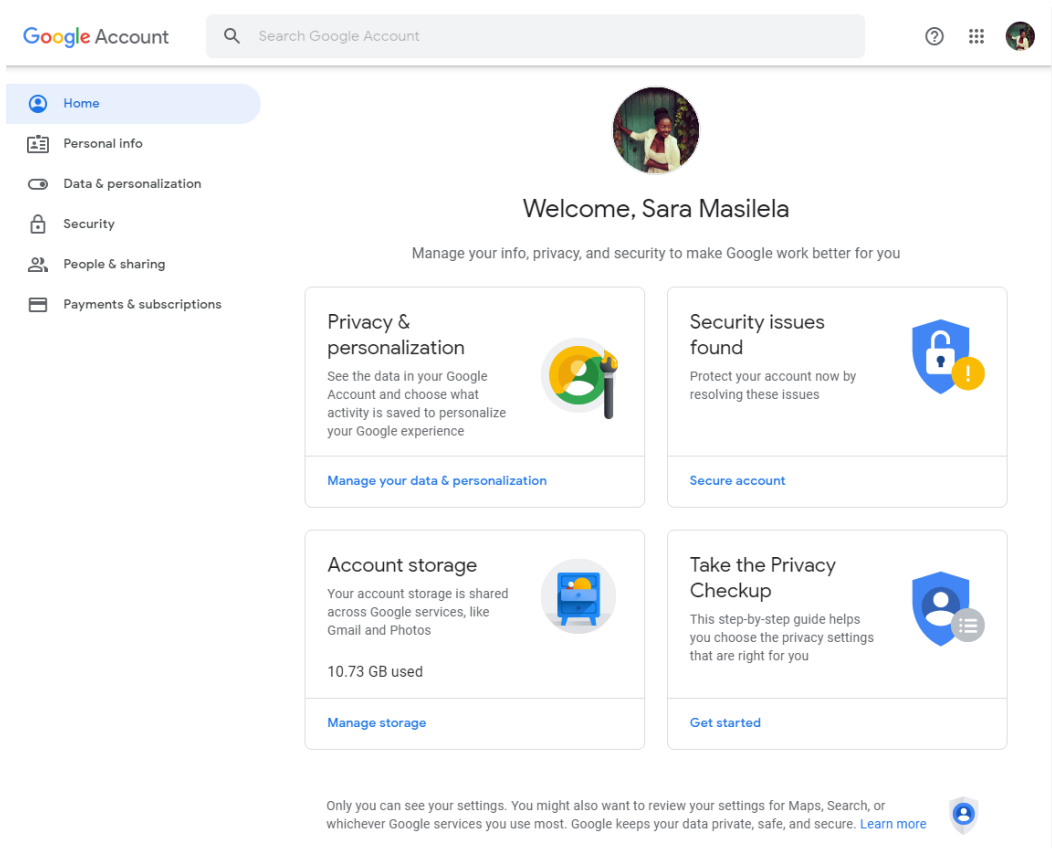 Google Account
Search Google Account
Home
Personal info
Data & personalization
Security
People & sharing
Payments & subscriptions
Welcome, Sara Masilela
Manage your info, privacy, and security to make Google work better for you
Privacy &
personalization
See the data in your Google
Account and choose what
activity is saved to personalize
your Google experience
Manage your data & personalization
Security issues
found
Protect your account now by
resolving these issues
Secure account
Account storage
Your account storage is shared
across Google services, like
Gmail and Photos
10.73 GB used
Manage storage
Take the Privacy
Checkup
This step-by-step guide helps
you choose the privacy settings
that are right for you
Get started
Only you can see your settings. You might also want to review your settings for Maps, Search, or
whichever Google services you use most. Google keeps your data private, safe, and secure. Learn more